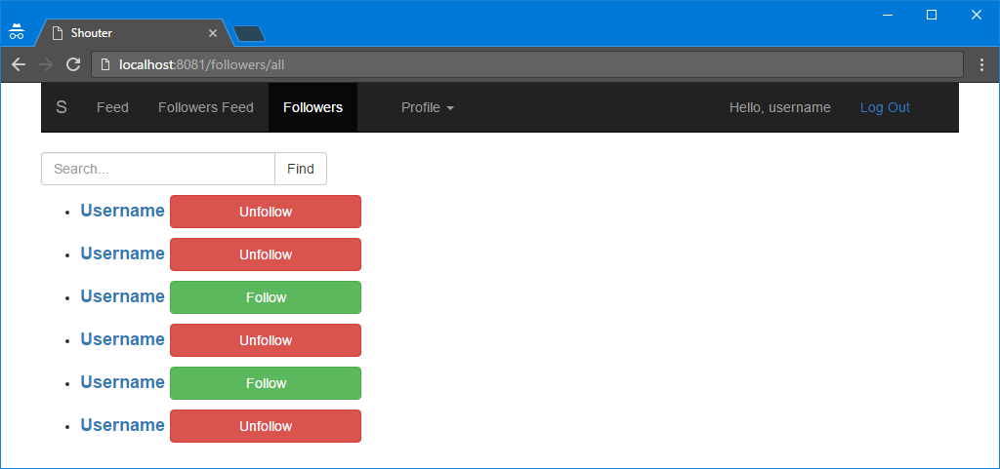 Shouter
localhost:8081/followers/all
S Feed Followers Feed Followers Profile Hello, username Log Out
Search... Find
Username Unfollow
Username Unfollow
Username Follow
Username Unfollow
Username Follow
Username Unfollow